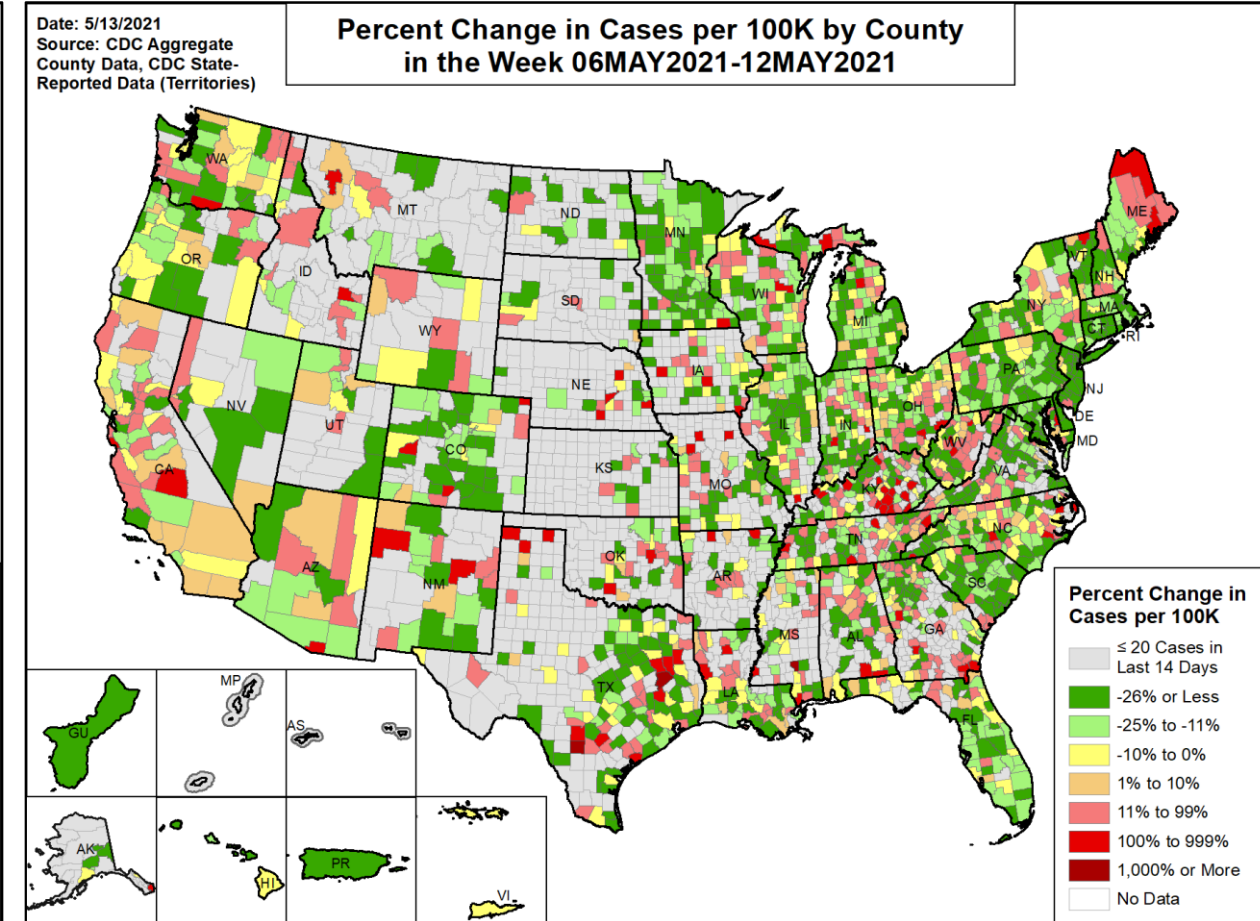 Date: 5/13/2021
Source: CDC Aggregate
County Data, CDC State-
Reported Data (Territories)
Percent Change in Cases per 100K by County
in the Week 06MAY2021-12MAY2021
WA
MT
ND
MN
ME
OR
ID
SD
WI
MI
VT
NH
NY
MA
CT
RI
WY
IA
NE
PA
NJ
NV
UT
CO
IL
IN
OH
DE
MD
WV
VA
CA
KS
MO
KY
NC
TN
AZ
NM
OK
AR
SC
MS
AL
GA
TX
LA
FL
GU
MP
AS
AK
HI
PR
VI
Percent Change in
Cases per 100K
≤ 20 Cases in
Last 14 Days
-26% or Less
-25% to -11%
-10% to 0%
1% to 10%
11% to 99%
100% to 999%
1,000% or More
No Data